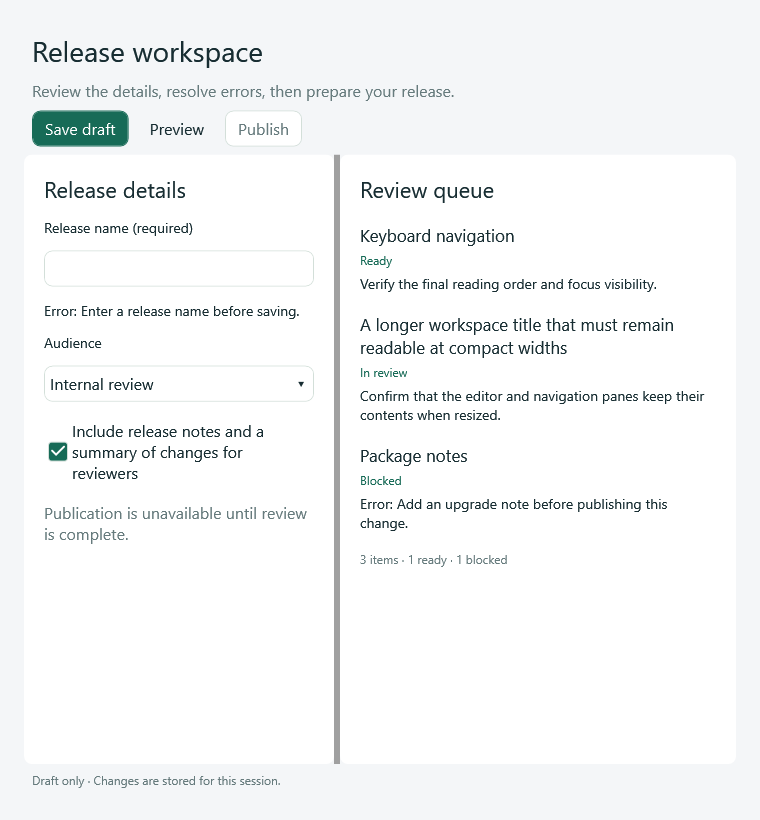 Release workspace
Review the details, resolve errors, then prepare your release.
Save draft
Preview
Publish
Release details
Release name (required)
Error: Enter a release name before saving.
Audience
Internal review
Include release notes and a
summary of changes for
reviewers
Publication is unavailable until review
is complete.
Review queue
Keyboard navigation
Ready
Verify the final reading order and focus visibility.
A longer workspace title that must remain
readable at compact widths
In review
Confirm that the editor and navigation panes keep their
contents when resized.
Package notes
Blocked
Error: Add an upgrade note before publishing this
change.
3 items · 1 ready · 1 blocked
Draft only · Changes are stored for this session.